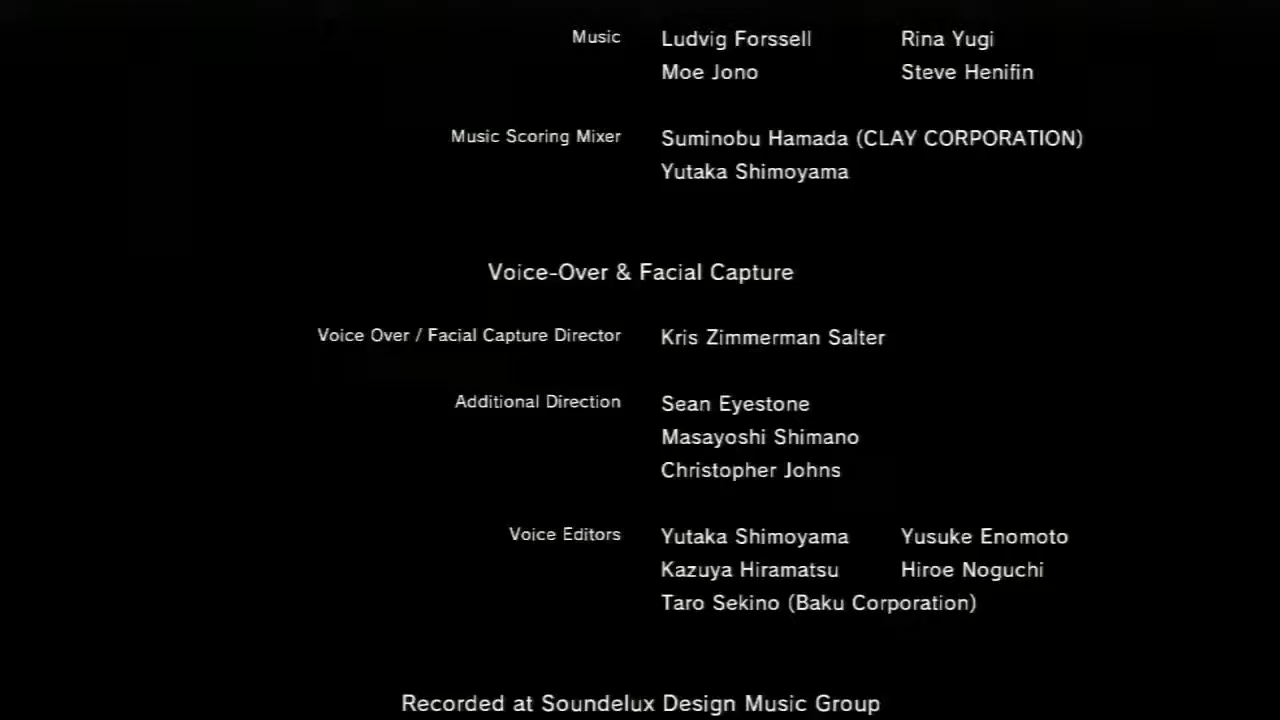 Music Ludvig Forssell Rina Yugi
Moe Jono Steve Henifin
Music Scoring Mixer Suminobu Hamada (CLAY CORPORATION)
Yutaka Shimoyama
Voice-Over & Facial Capture
Voice Over / Facial Capture Director Kris Zimmerman Salter
Additional Direction Sean Eyestone
Masayoshi Shimano
Christopher Johns
Voice Editors Yutaka Shimoyama Yusuke Enomoto
Kazuya Hiramatsu Hiroe Noguchi
Taro Sekino (Baku Corporation)
Recorded at Soundelux Design Music Group